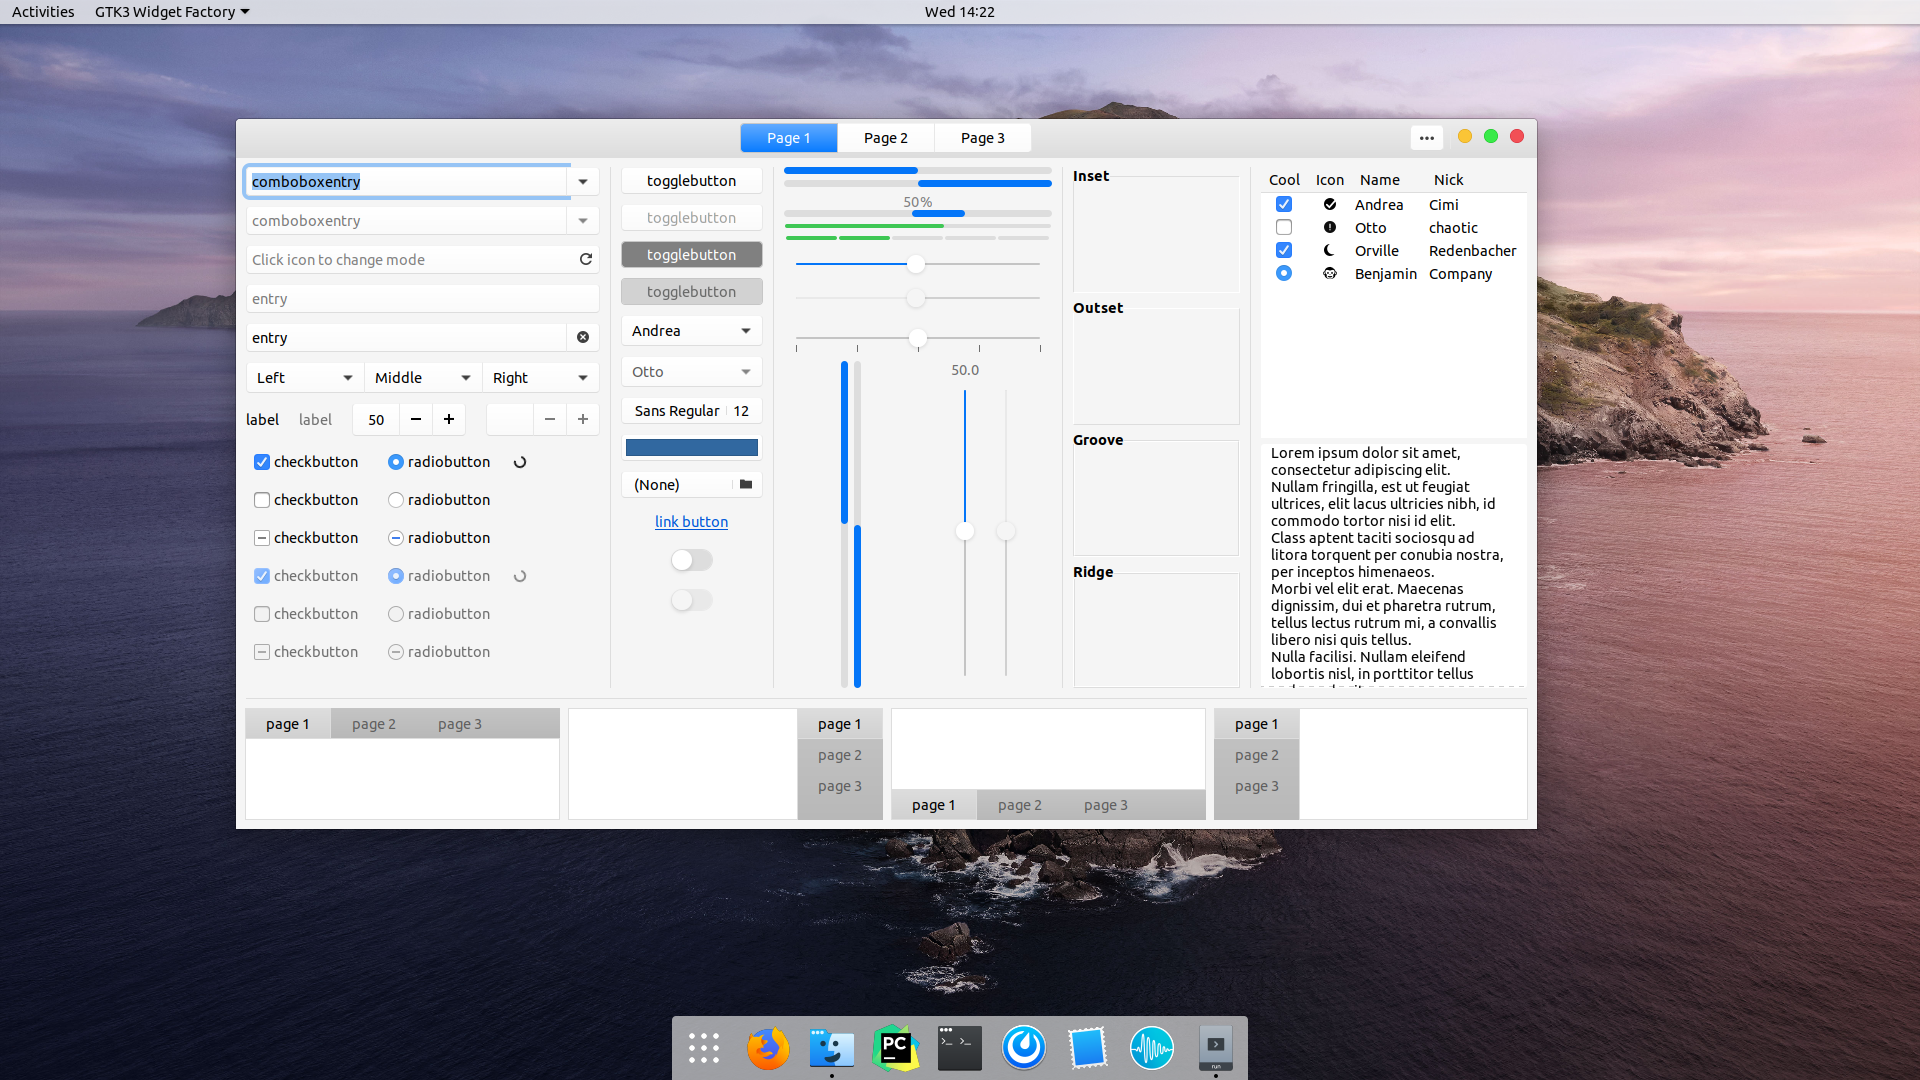 Activities GTK3 Widget Factory Wed 14:22
Page 1 Page 2 Page 3
comboboxentry
comboboxentry
Click icon to change mode
entry
entry
Left Middle Right
label label 50
checkbutton radiobutton
checkbutton radiobutton
checkbutton radiobutton
checkbutton radiobutton
checkbutton radiobutton
checkbutton radiobutton
togglebutton
togglebutton
togglebutton
togglebutton
Andrea
Otto
Sans Regular 12
(None)
link button
50%
50.0
Inset
Outset
Groove
Ridge
Cool Icon Name Nick
Andrea Cimi
Otto chaotic
Orville Redenbacher
Benjamin Company
Lorem ipsum dolor sit amet,
consectetur adipiscing elit.
Nullam fringilla, est ut feugiat
ultrices, elit lacus ultricies nibh, id
commodo tortor nisi id elit.
Class aptent taciti sociosqu ad
litora torquent per conubia nostra,
per inceptos himenaeos.
Morbi vel elit erat. Maecenas
dignissim, dui et pharetra rutrum,
tellus lectus rutrum mi, a convallis
libero nisi quis tellus.
Nulla facilisi. Nullam eleifend
lobortis nisl, in porttitor tellus
page 1 page 2 page 3
page 1
page 2
page 3
page 1 page 2 page 3
page 1
page 2
page 3
PC
run